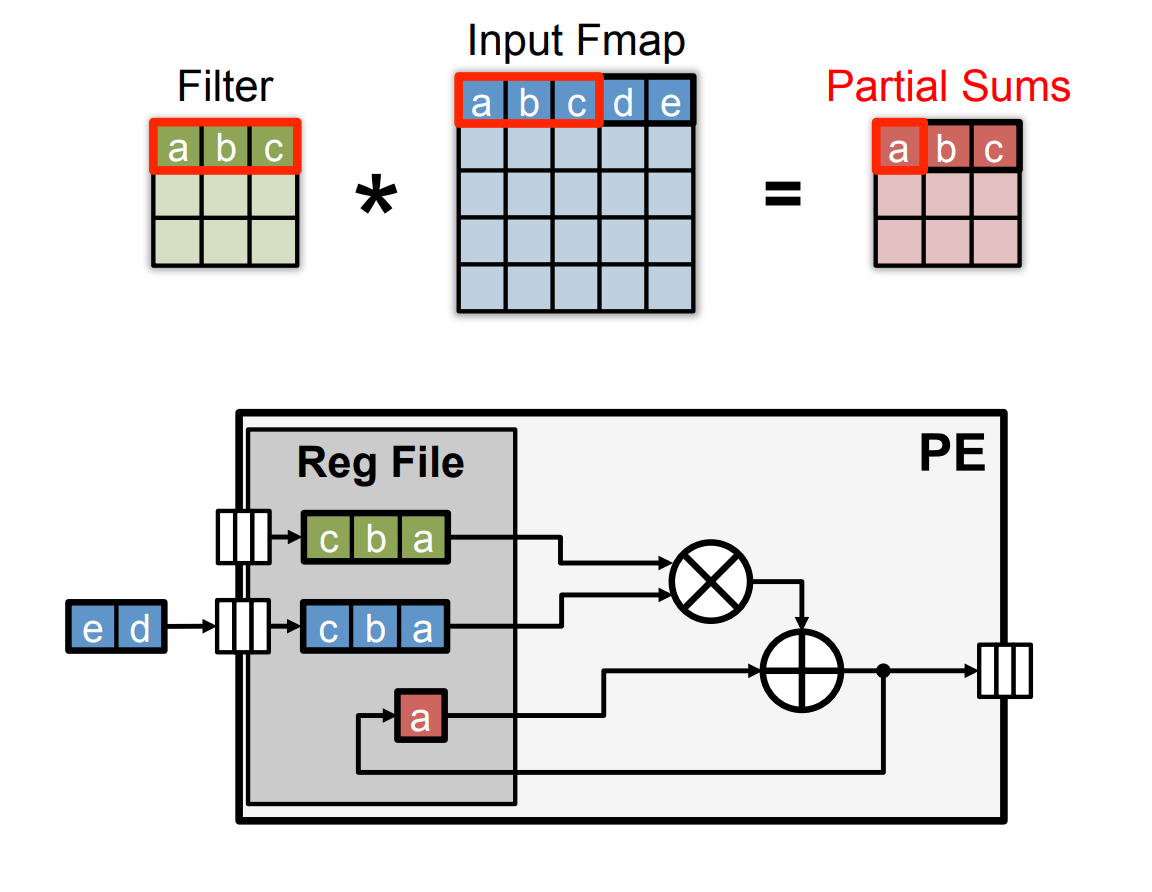 Input Fmap
Filter
Partial Sums
a b c d e
a b c
a b c
*
=
PE
Reg File
c b a
e d
c b a
a